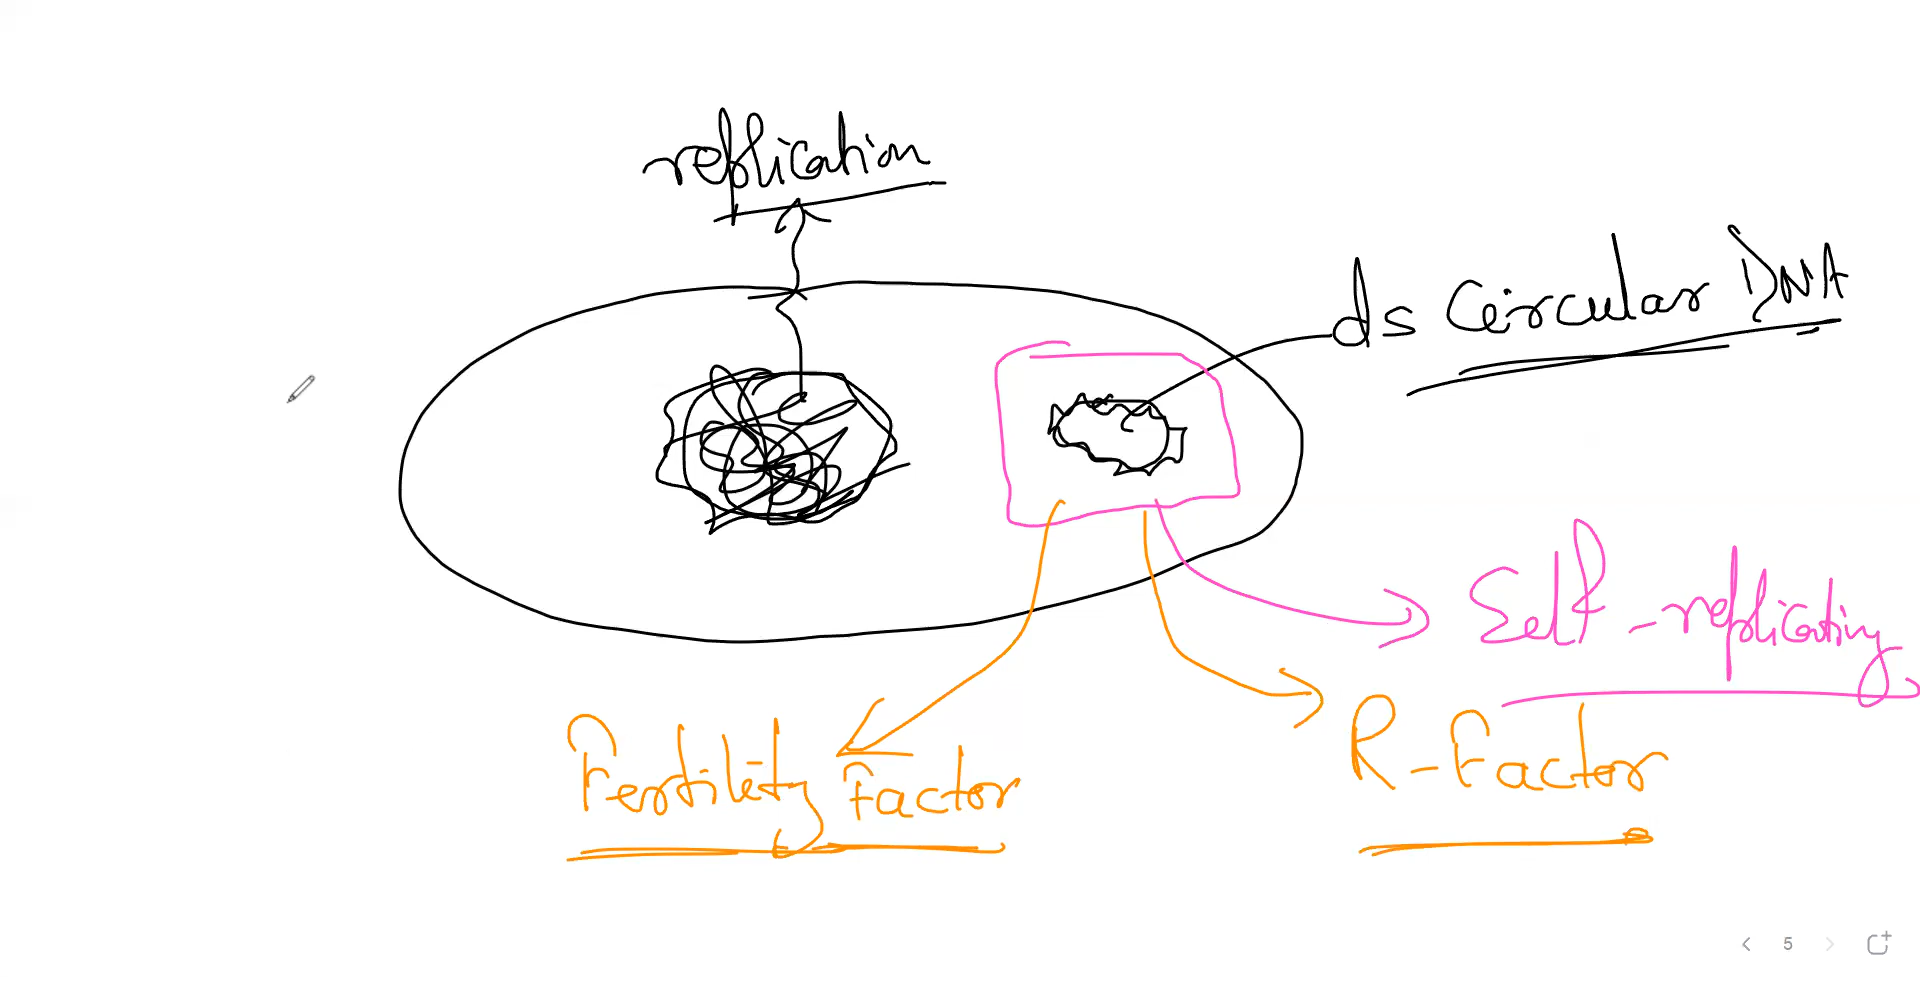 replication
ds Circular DNA
Self-replicating
Fertility Factor
R-Factor
5